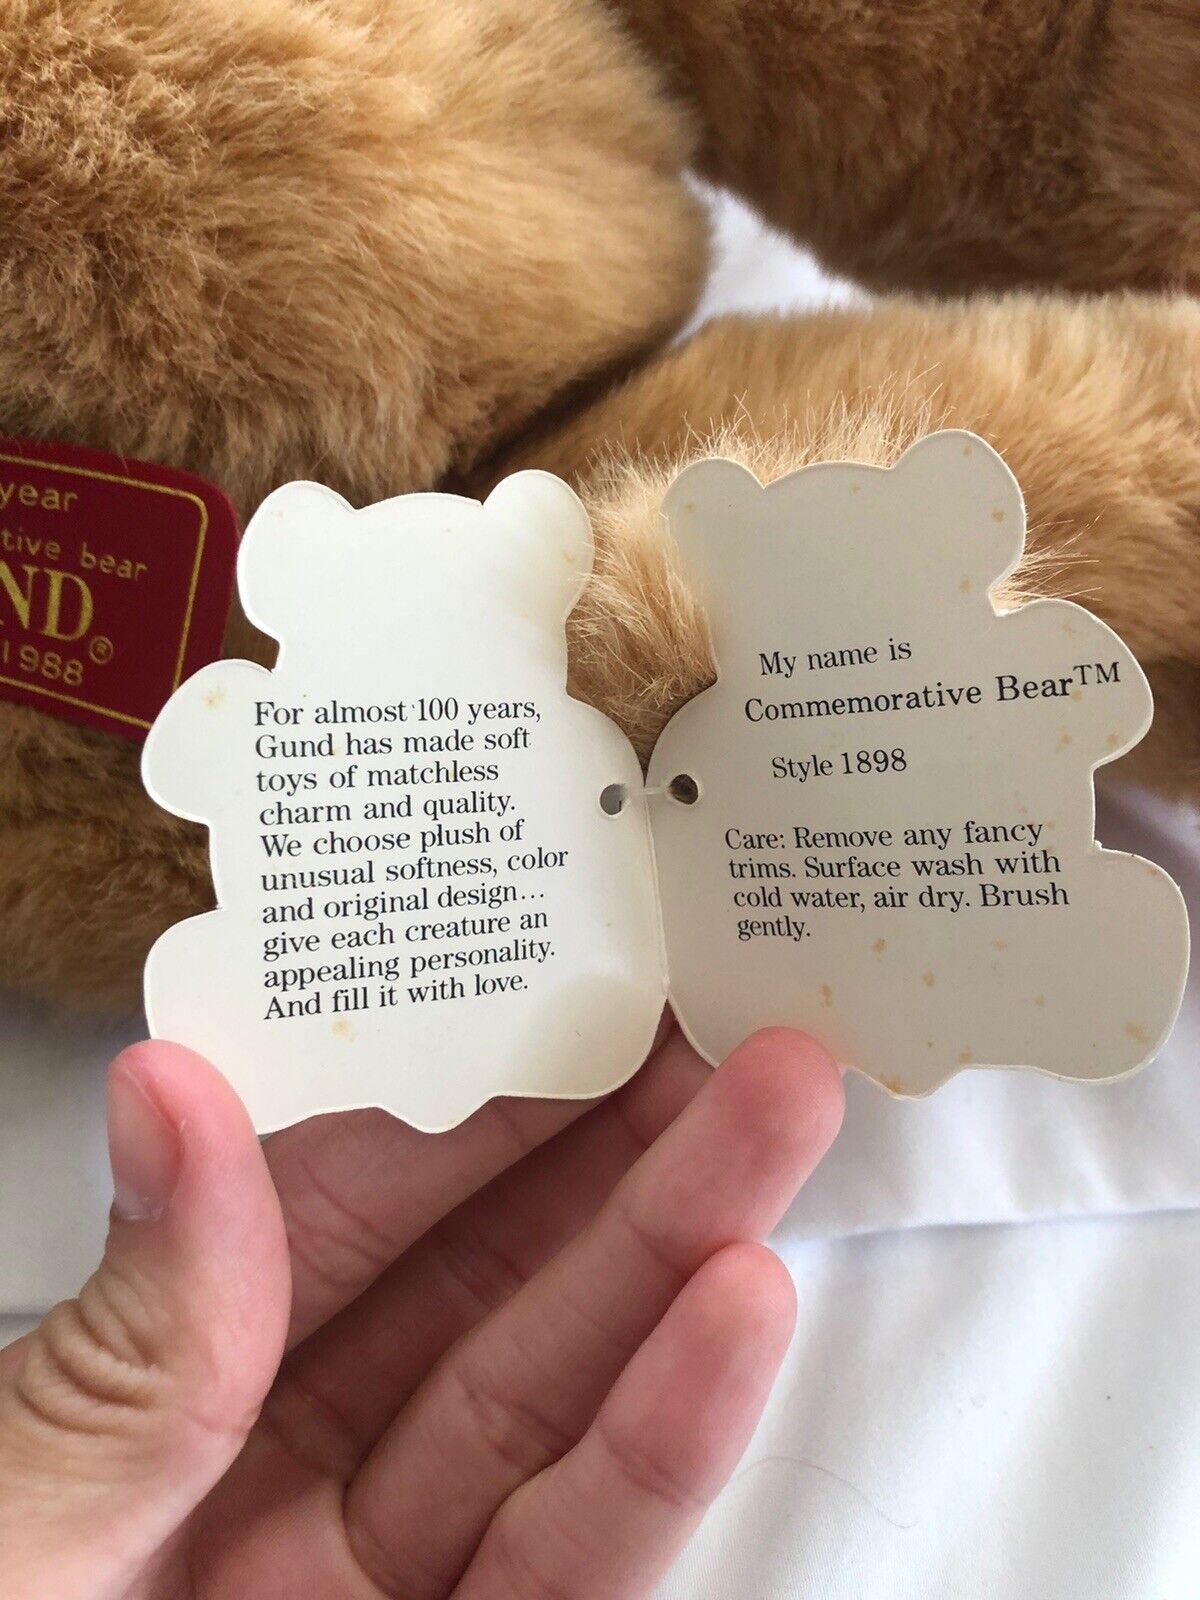 year
tive bear
ND®
1988
For almost 100 years,
Gund has made soft
toys of matchless
charm and quality.
We choose plush of
unusual softness, color
and original design...
give each creature an
appealing personality.
And fill it with love.
My name is
Commemorative Bear™
Style 1898
Care: Remove any fancy
trims. Surface wash with
cold water, air dry. Brush
gently.